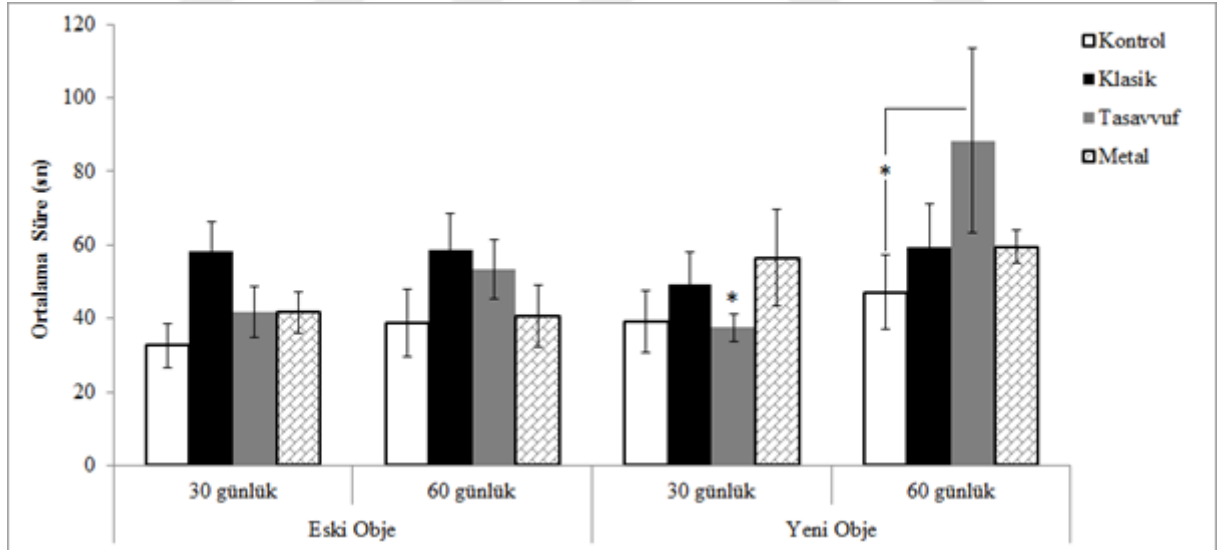 120
100
80
60
40
20
0
Ortalama Süre (sn)
Kontrol
Klasik
Tasavvuf
Metal
*
*
30 günlük
60 günlük
30 günlük
60 günlük
Eski Obje
Yeni Obje